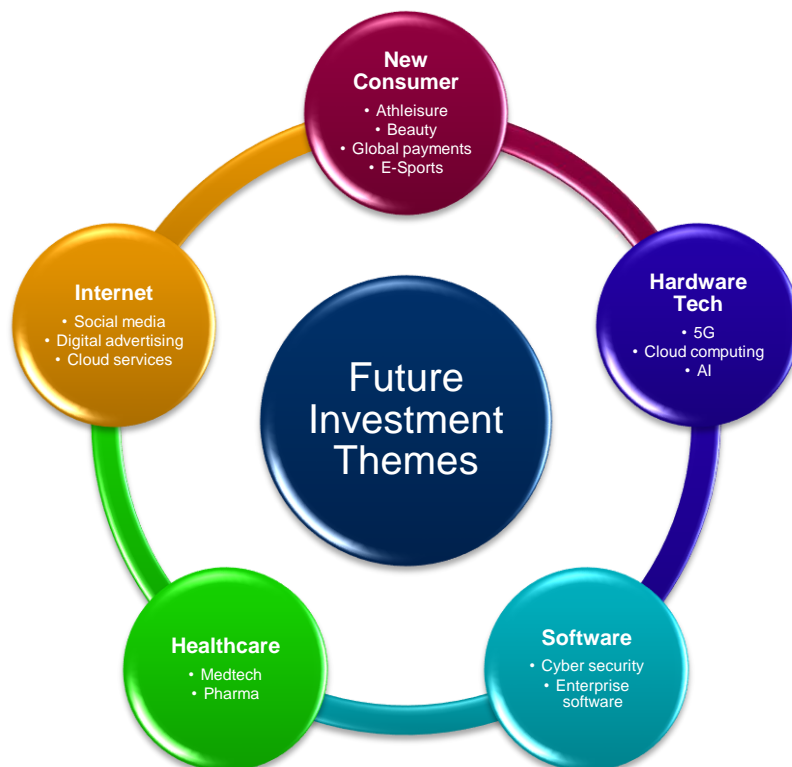 New
Consumer
• Athleisure
• Beauty
• Global payments
• E-Sports
Hardware
Tech
• 5G
• Cloud computing
• AI
Software
• Cyber security
• Enterprise
software
Healthcare
• Medtech
• Pharma
Internet
• Social media
• Digital advertising
• Cloud services
Future
Investment
Themes